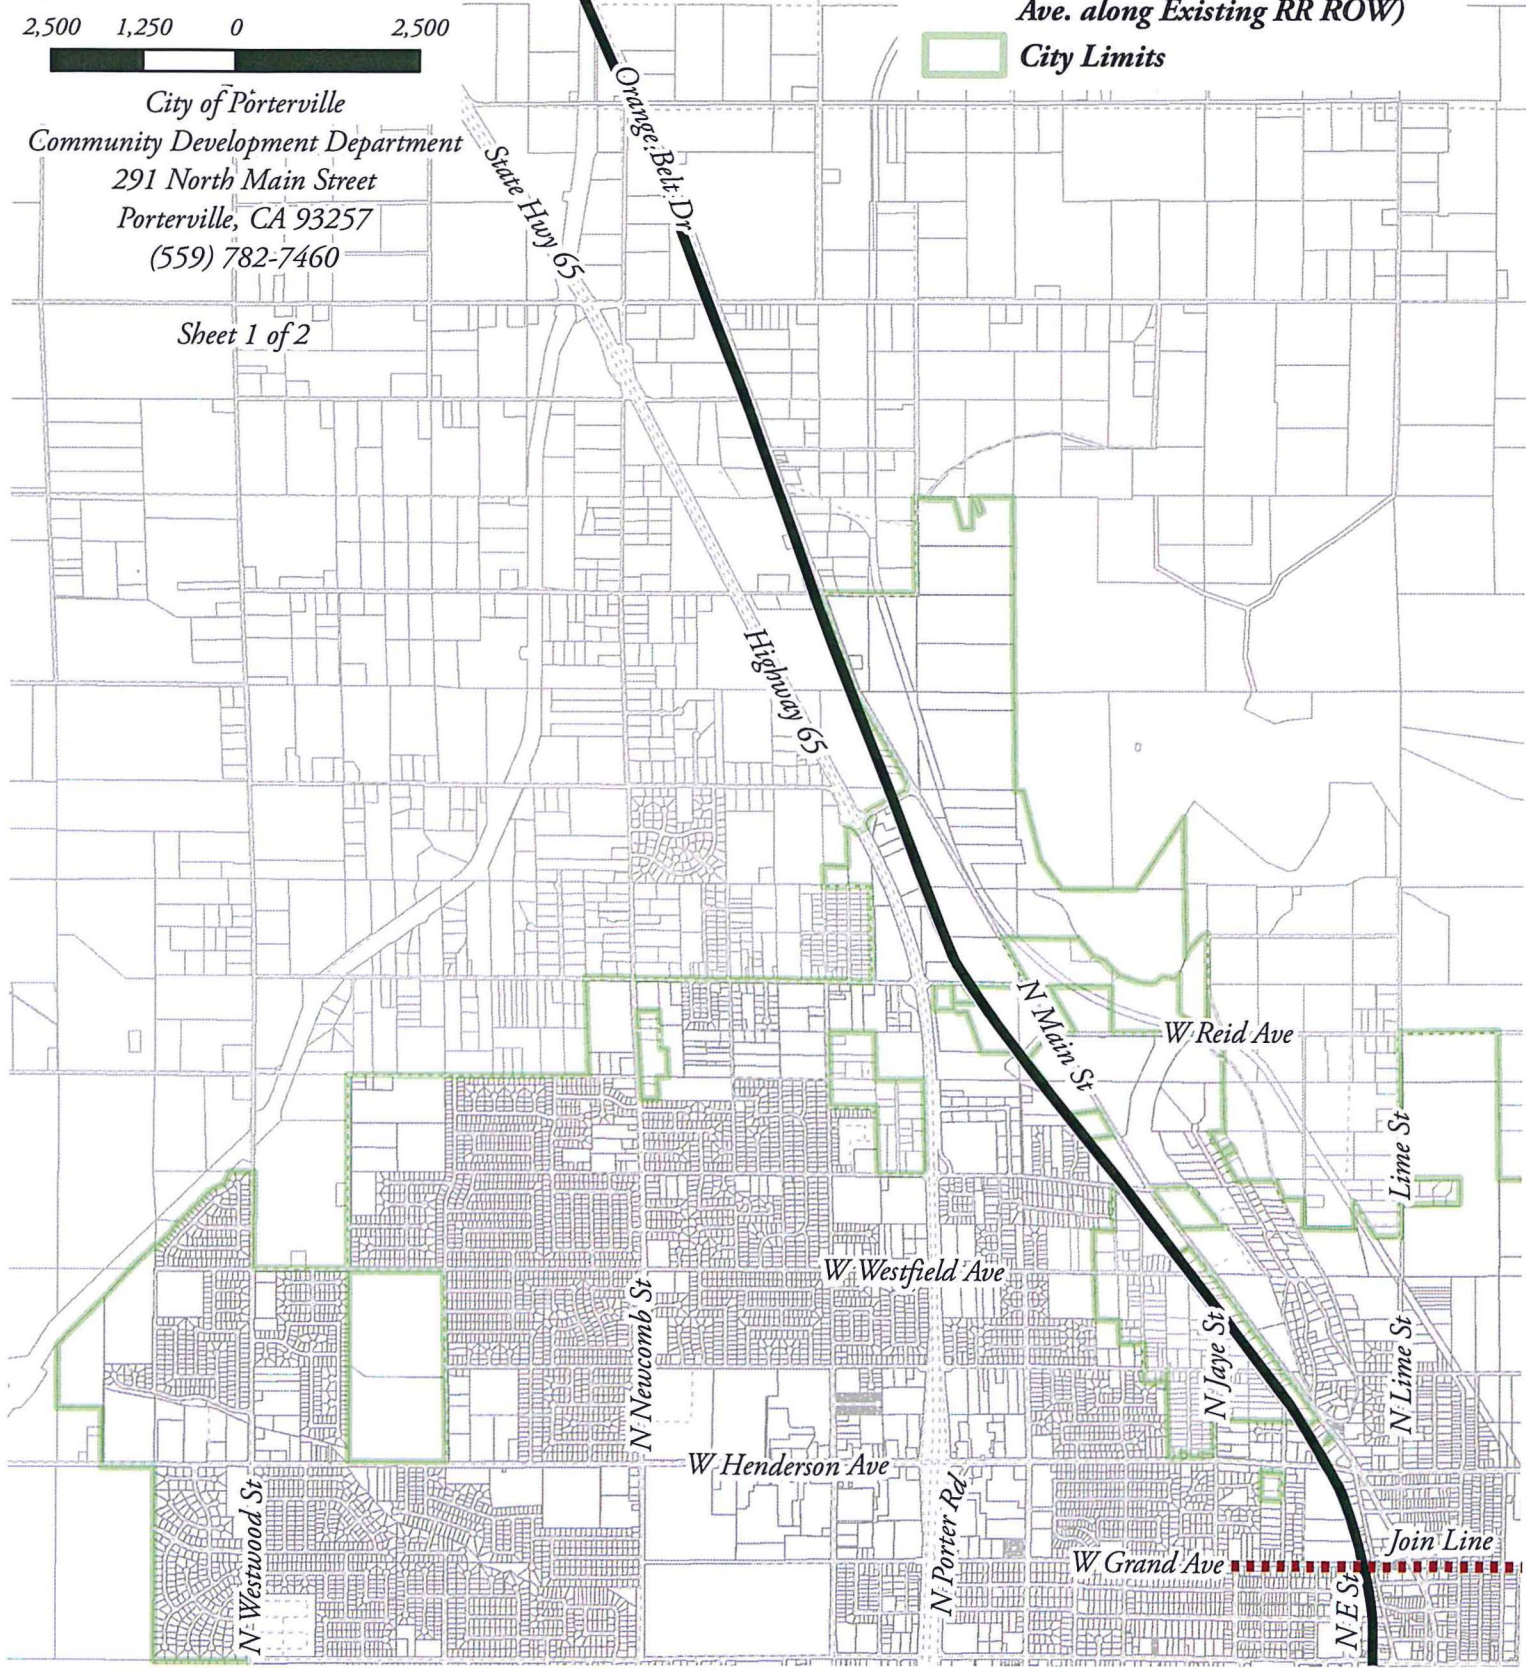 Ave. along Existing RR ROW)
2,500 1,250 0 2,500
City Limits
City of Porterville
Community Development Department
291 North Main Street
Porterville, CA 93257
(559) 782-7460
Sheet 1 of 2
Orange Belt Dr
State Hwy 65
Highway 65
N Main St
W Reid Ave
Lime St
W Westfield Ave
N Newcomb St
N Jaye St
N Lime St
W Henderson Ave
N Westwood St
N Porter Rd
Join Line
W Grand Ave
N E St